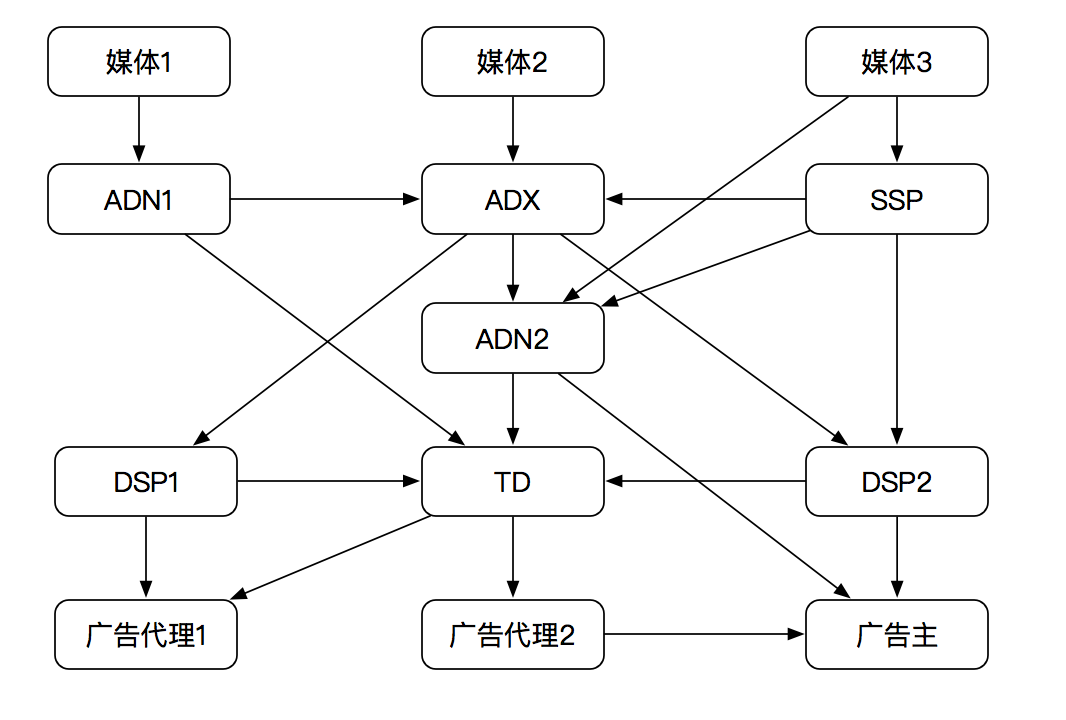 媒体1
媒体2
媒体3
ADN1
ADX
SSP
ADN2
DSP1
TD
DSP2
广告代理1
广告代理2
广告主